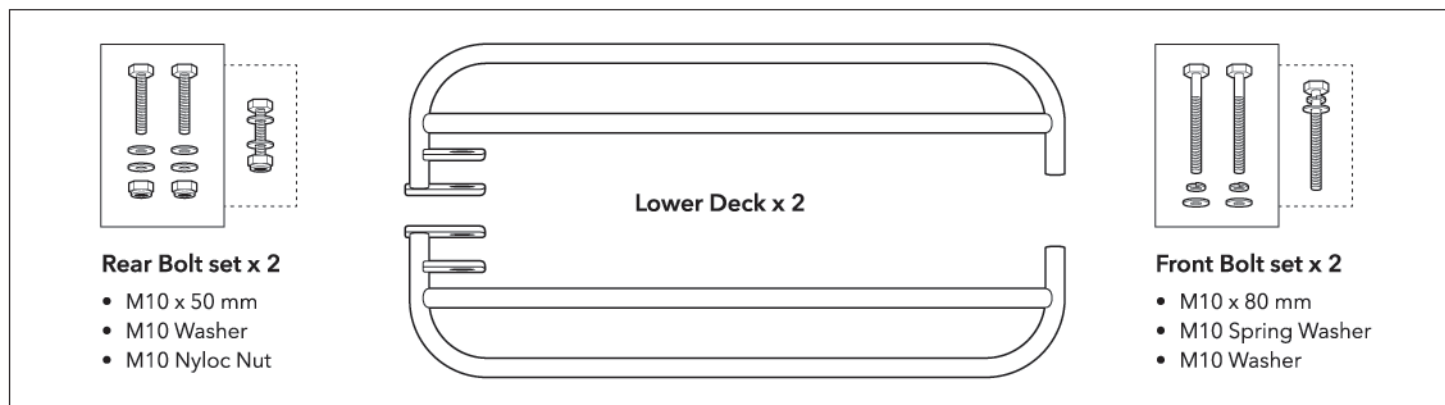 Lower Deck x 2
Rear Bolt set x 2
• M10 x 50 mm
• M10 Washer
• M10 Nyloc Nut
Front Bolt set x 2
• M10 x 80 mm
• M10 Spring Washer
• M10 Washer